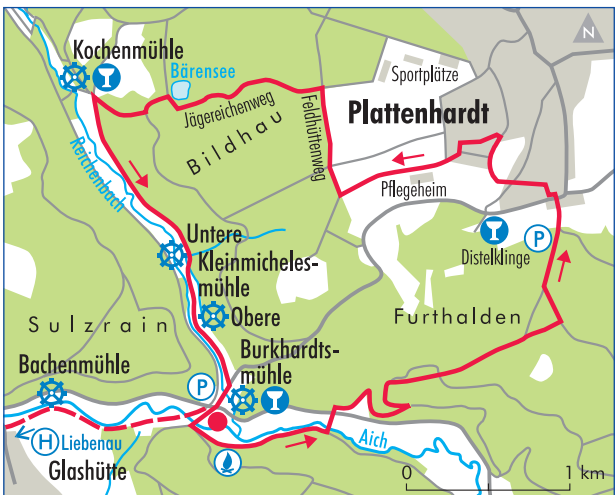 N
Kochenmühle
Bärensee
Sportplätze
Jägereichenweg
Feldhüttenweg
Plattenhardt
Bildhau
Reichenbach
Pflegeheim
Untere
Kleinmicheles-
mühle
Obere
P
Distelklinge
Furthalden
Sulzrain
Bachenmühle
Burkhardts-
mühle
P
H Liebenau
Glashütte
Aich
0 1 km